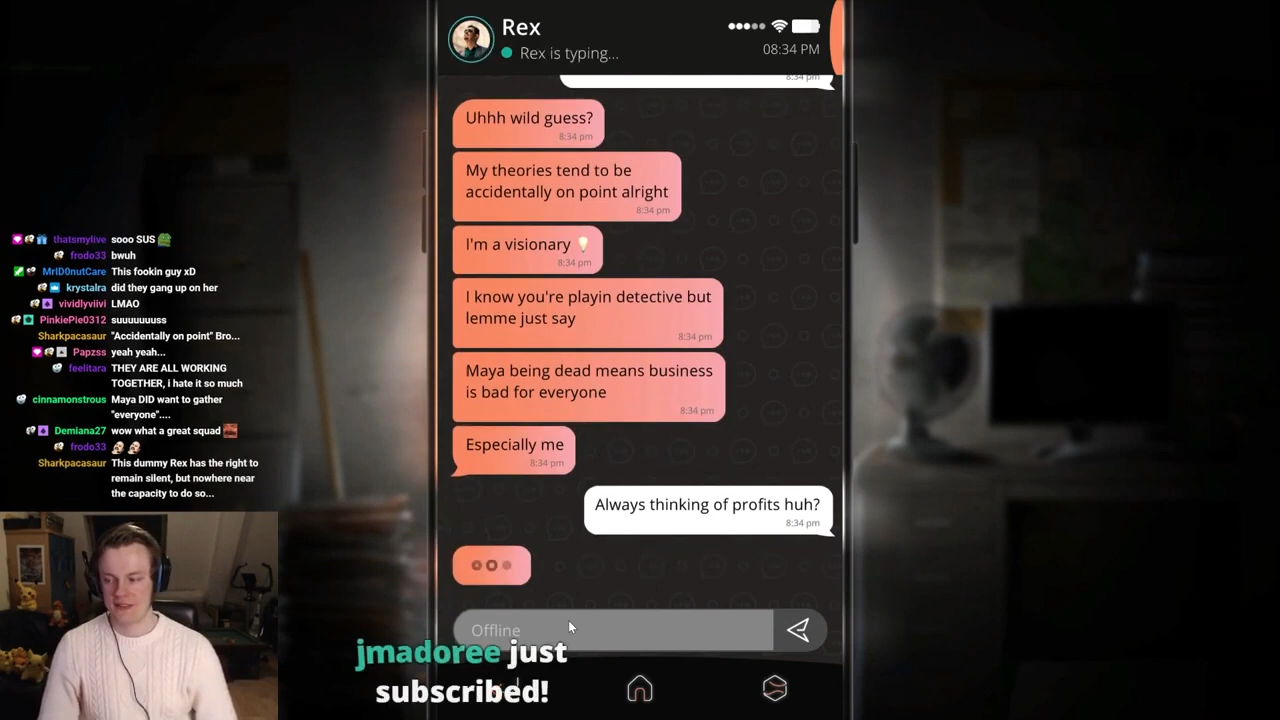 Rex
Rex is typing...
08:34 PM
8:34 pm
Uhhh wild guess?
8:34 pm
My theories tend to be
accidentally on point alright
8:34 pm
I'm a visionary
8:34 pm
I know you're playin detective but
lemme just say
8:34 pm
Maya being dead means business
is bad for everyone
8:34 pm
Especially me
8:34 pm
Always thinking of profits huh?
8:34 pm
Offline
thatsmylive sooo SUS
frodo33 bwuh
MrID0nutCare This fookin guy xD
krystalra did they gang up on her
vividlyviivi LMAO
PinkiePie0312 suuuuuuuss
Sharkpacasaur "Accidentally on point" Bro...
Papzss yeah yeah...
feelitara THEY ARE ALL WORKING
TOGETHER, i hate it so much
cinnamonstrous Maya DID want to gather
"everyone"....
Demiana27 wow what a great squad
frodo33
Sharkpacasaur This dummy Rex has the right to
remain silent, but nowhere near
the capacity to do so...
jmadoree just
subscribed!